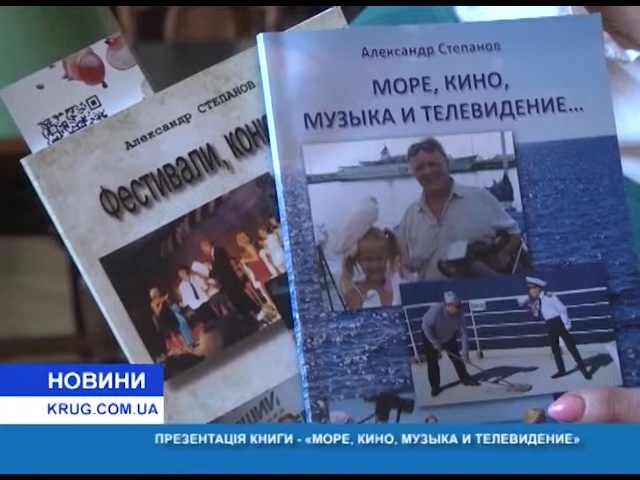 Александр Степанов
МОРЕ, КИНО,
МУЗЫКА И ТЕЛЕВИДЕНИЕ...
Александр СТЕПАНОВ
Фестивали,
НОВИНИ
KRUG.COM.UA
ПРЕЗЕНТАЦІЯ КНИГИ - «МОРЕ, КИНО, МУЗЫКА И ТЕЛЕВИДЕНИЕ»